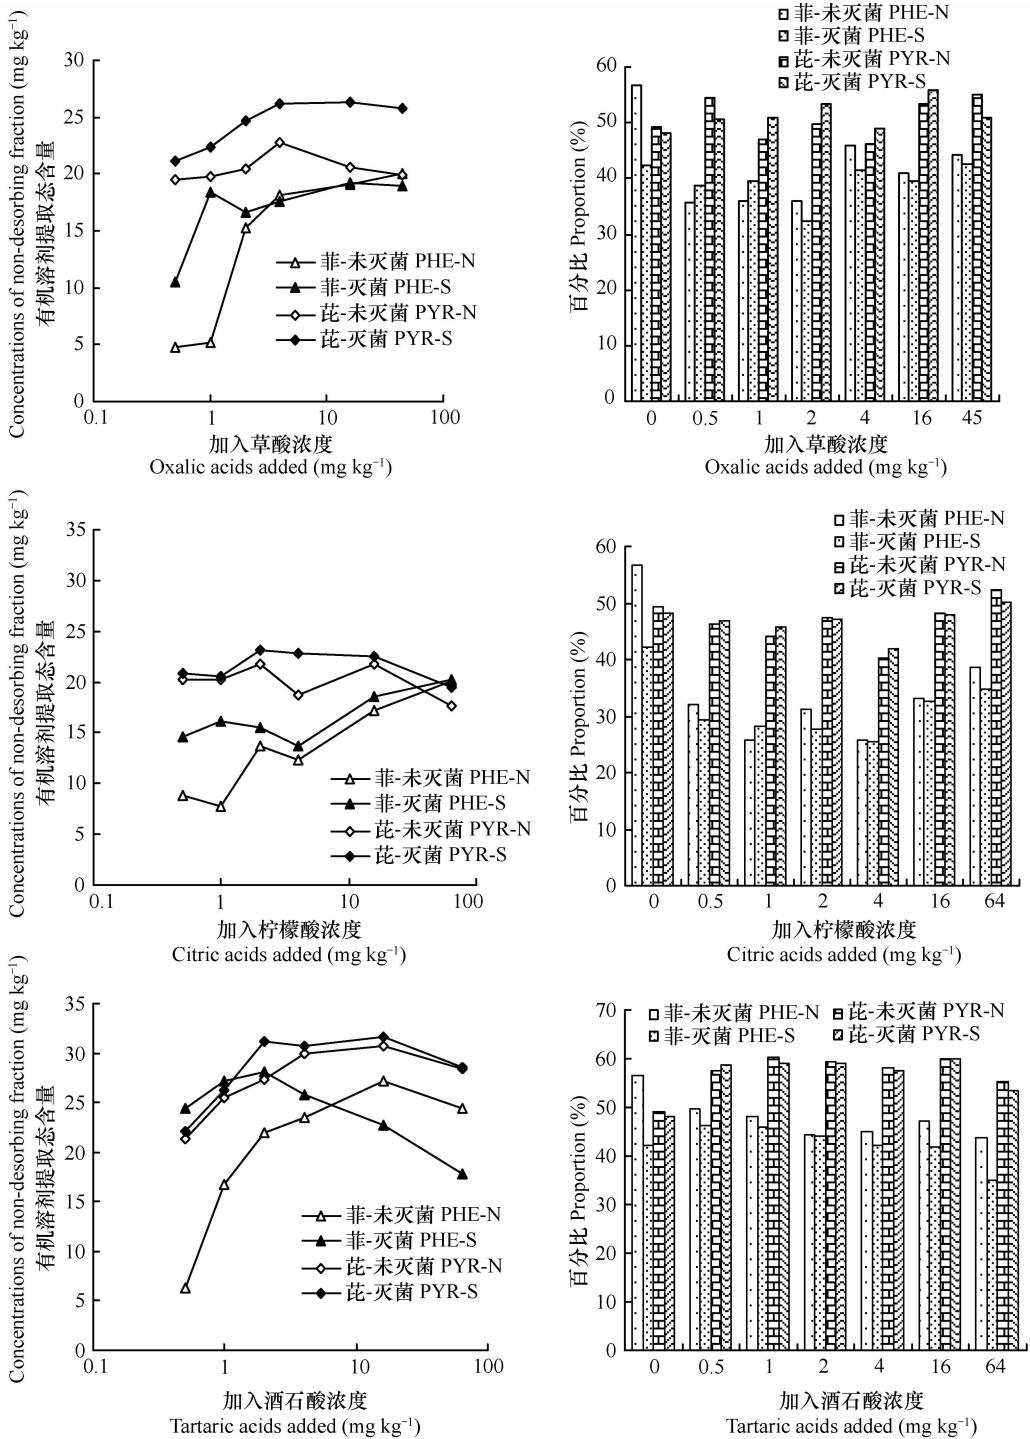 Concentrations of non-desorbing fraction (mg kg⁻¹)
有机溶剂提取态含量
30
25
20
15
10
5
0
0.1
1
10
100
菲-未灭菌 PHE-N
菲-灭菌 PHE-S
芘-未灭菌 PYR-N
芘-灭菌 PYR-S
加入草酸浓度
Oxalic acids added (mg kg⁻¹)
菲-未灭菌 PHE-N
菲-灭菌 PHE-S
芘-未灭菌 PYR-N
芘-灭菌 PYR-S
百分比 Proportion (%)
60
50
40
30
20
10
0
0 0.5 1 2 4 16 45
加入草酸浓度
Oxalic acids added (mg kg⁻¹)
Concentrations of non-desorbing fraction (mg kg⁻¹)
有机溶剂提取态含量
35
30
25
20
15
10
5
0
0.1
1
10
100
菲-未灭菌 PHE-N
菲-灭菌 PHE-S
芘-未灭菌 PYR-N
芘-灭菌 PYR-S
加入柠檬酸浓度
Citric acids added (mg kg⁻¹)
菲-未灭菌 PHE-N
菲-灭菌 PHE-S
芘-未灭菌 PYR-N
芘-灭菌 PYR-S
百分比 Proportion (%)
60
50
40
30
20
10
0
0 0.5 1 2 4 16 64
加入柠檬酸浓度
Citric acids added (mg kg⁻¹)
Concentrations of non-desorbing fraction (mg kg⁻¹)
有机溶剂提取态含量
35
30
25
20
15
10
5
0
0.1
1
10
100
菲-未灭菌 PHE-N
菲-灭菌 PHE-S
芘-未灭菌 PYR-N
芘-灭菌 PYR-S
加入酒石酸浓度
Tartaric acids added (mg kg⁻¹)
菲-未灭菌 PHE-N 芘-未灭菌 PYR-N
菲-灭菌 PHE-S 芘-灭菌 PYR-S
百分比 Proportion (%)
70
60
50
40
30
20
10
0
0 0.5 1 2 4 16 64
加入酒石酸浓度
Tartaric acids added (mg kg⁻¹)